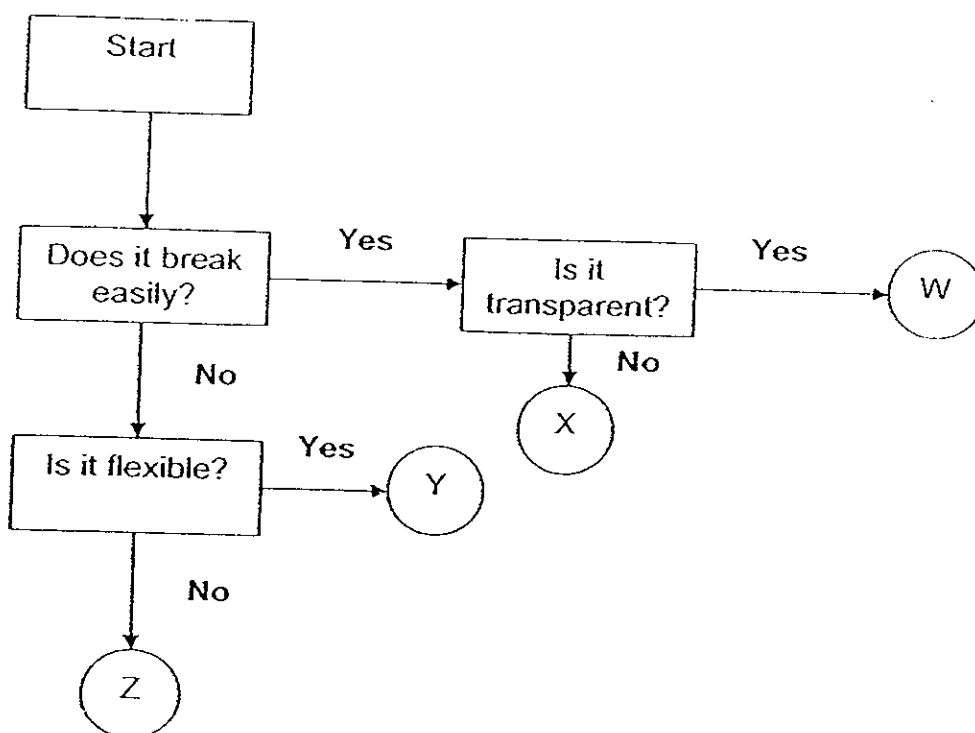 Start
Does it break
easily?
Yes
Is it
transparent?
Yes
W
No
No
X
Is it flexible?
Yes
Y
No
Z